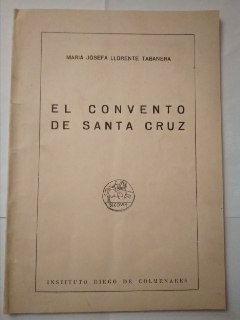 MARIA JOSEFA LLORENTE TABANERA
EL CONVENTO
DE SANTA CRUZ
INSTITUTO DIEGO DE COLMENARES